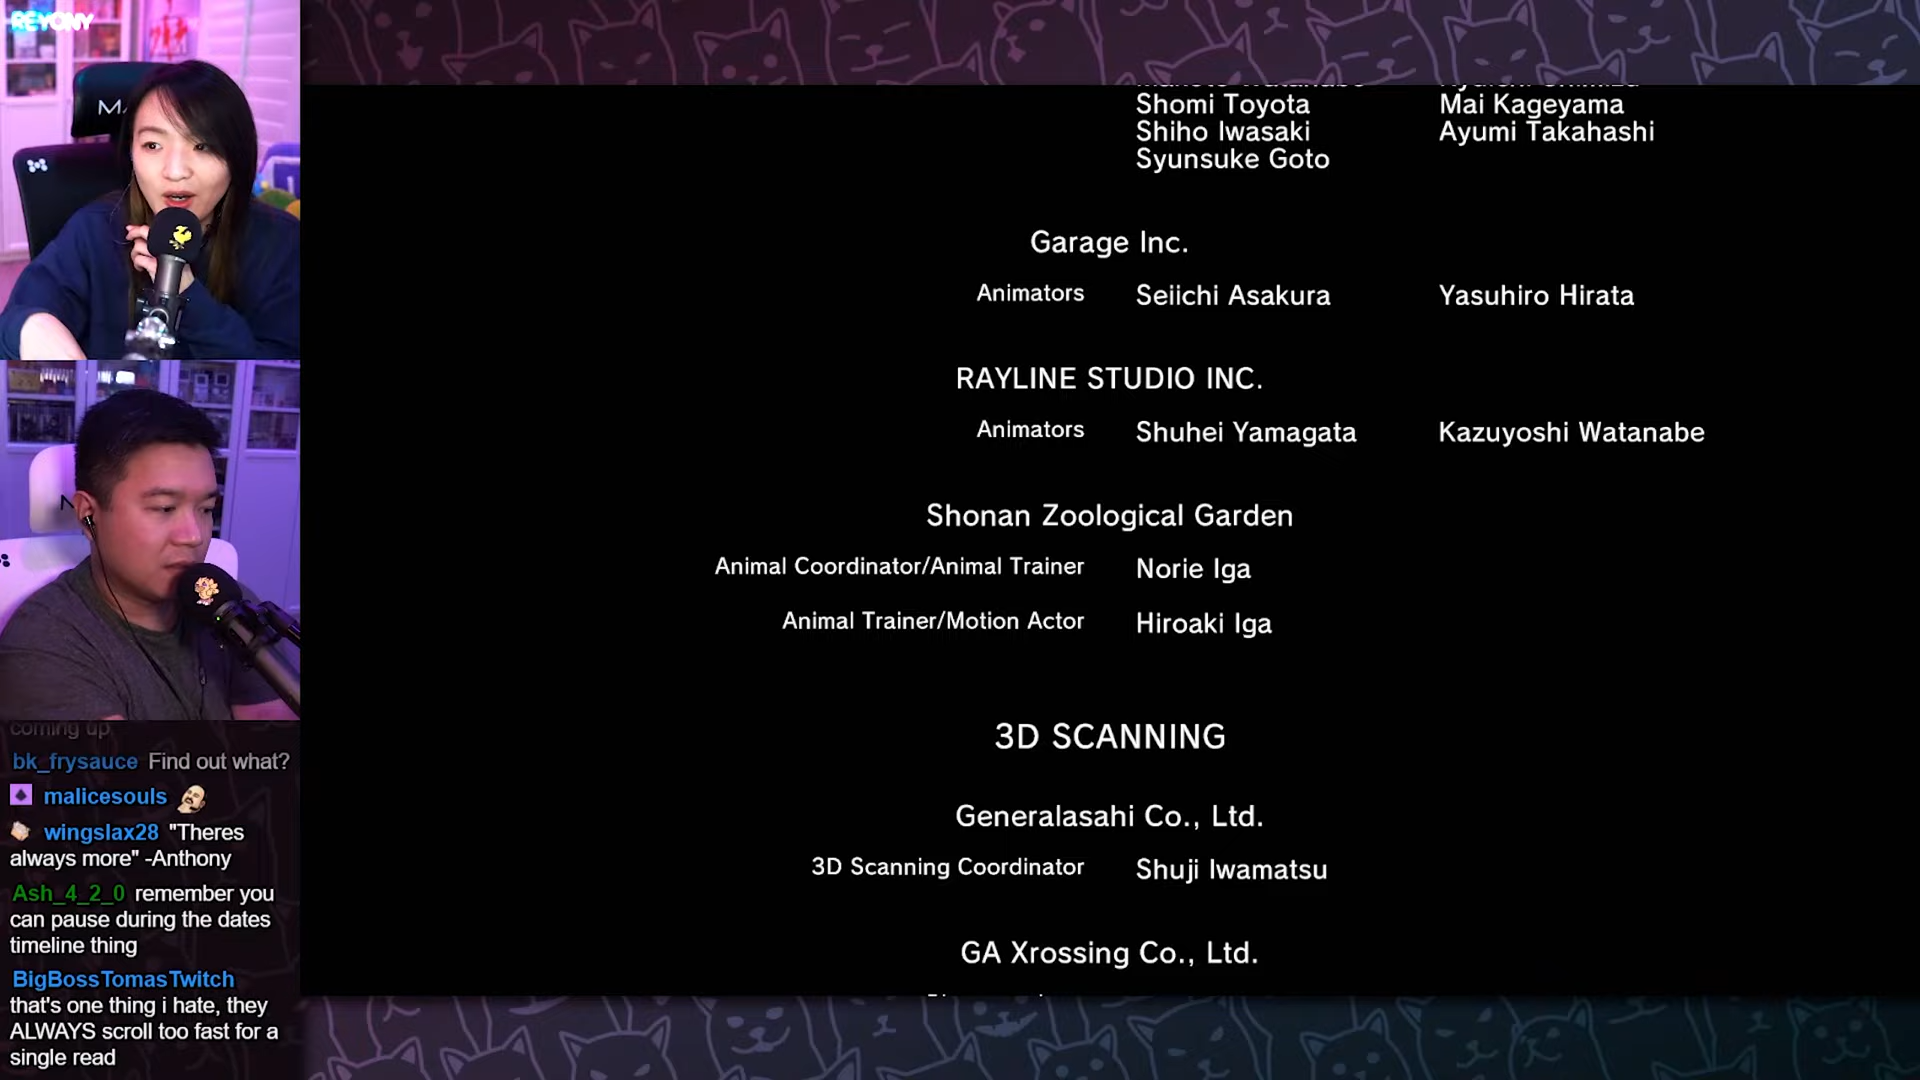 REYONY
Shomi Toyota Mai Kageyama
Shiho Iwasaki Ayumi Takahashi
Syunsuke Goto
Garage Inc.
Animators Seiichi Asakura Yasuhiro Hirata
RAYLINE STUDIO INC.
Animators Shuhei Yamagata Kazuyoshi Watanabe
Shonan Zoological Garden
Animal Coordinator/Animal Trainer Norie Iga
Animal Trainer/Motion Actor Hiroaki Iga
3D SCANNING
Generalasahi Co., Ltd.
3D Scanning Coordinator Shuji Iwamatsu
GA Xrossing Co., Ltd.
coming up
bk_frysauce Find out what?
malicesouls
wingslax28 "Theres
always more" -Anthony
Ash_4_2_0 remember you
can pause during the dates
timeline thing
BigBossTomasTwitch
that's one thing i hate, they
ALWAYS scroll too fast for a
single read